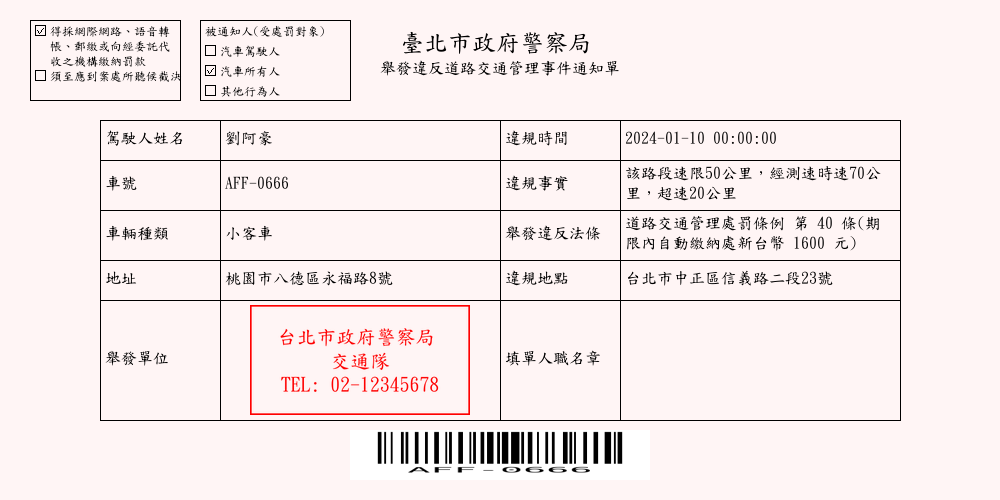 得採網際網路、語音轉
帳、郵繳或向經委託代
收之機構繳納罰款
須至應到案處所聽候裁決
被通知人(受處罰對象)
汽車駕駛人
汽車所有人
其他行為人
臺北市政府警察局
舉發違反道路交通管理事件通知單
駕駛人姓名
劉阿豪
違規時間
2024-01-10 00:00:00
車號
AFF-0666
違規事實
該路段速限50公里，經測速時速70公
里，超速20公里
車輛種類
小客車
舉發違反法條
道路交通管理處罰條例 第 40 條(期
限內自動繳納處新台幣 1600 元)
地址
桃園市八德區永福路8號
違規地點
台北市中正區信義路二段23號
舉發單位
台北市政府警察局
交通隊
TEL: 02-12345678
填單人職名章
AFF-0666